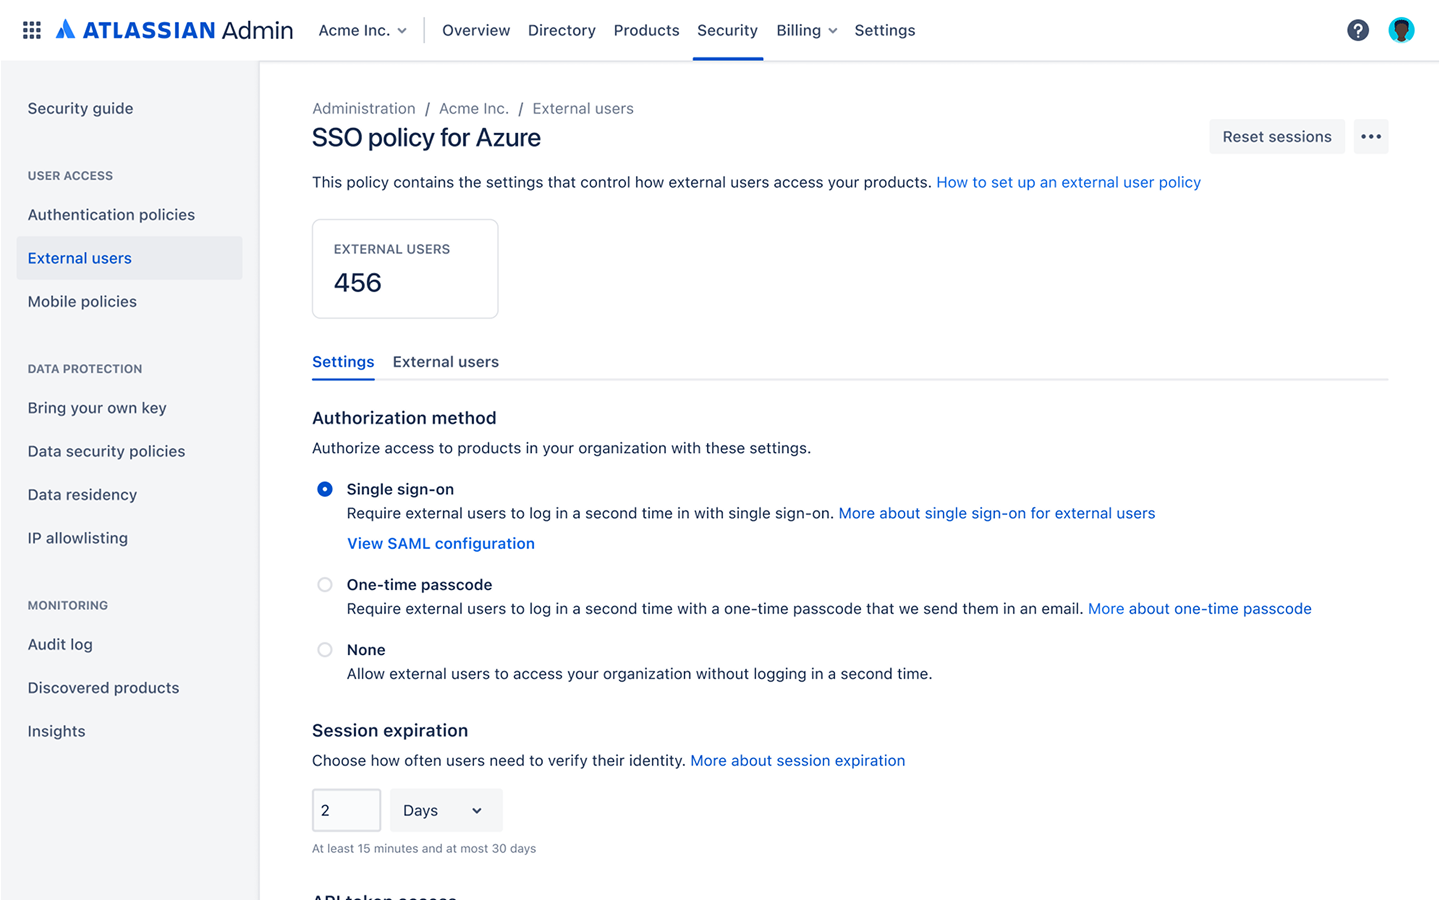 ATLASSIAN Admin
Acme Inc.
Overview
Directory
Products
Security
Billing
Settings
?
Security guide
USER ACCESS
Authentication policies
External users
Mobile policies
DATA PROTECTION
Bring your own key
Data security policies
Data residency
IP allowlisting
MONITORING
Audit log
Discovered products
Insights
Administration / Acme Inc. / External users
SSO policy for Azure
Reset sessions
This policy contains the settings that control how external users access your products. How to set up an external user policy
EXTERNAL USERS
456
Settings
External users
Authorization method
Authorize access to products in your organization with these settings.
Single sign-on
Require external users to log in a second time in with single sign-on. More about single sign-on for external users
View SAML configuration
One-time passcode
Require external users to log in a second time with a one-time passcode that we send them in an email. More about one-time passcode
None
Allow external users to access your organization without logging in a second time.
Session expiration
Choose how often users need to verify their identity. More about session expiration
2
Days
At least 15 minutes and at most 30 days
API token access